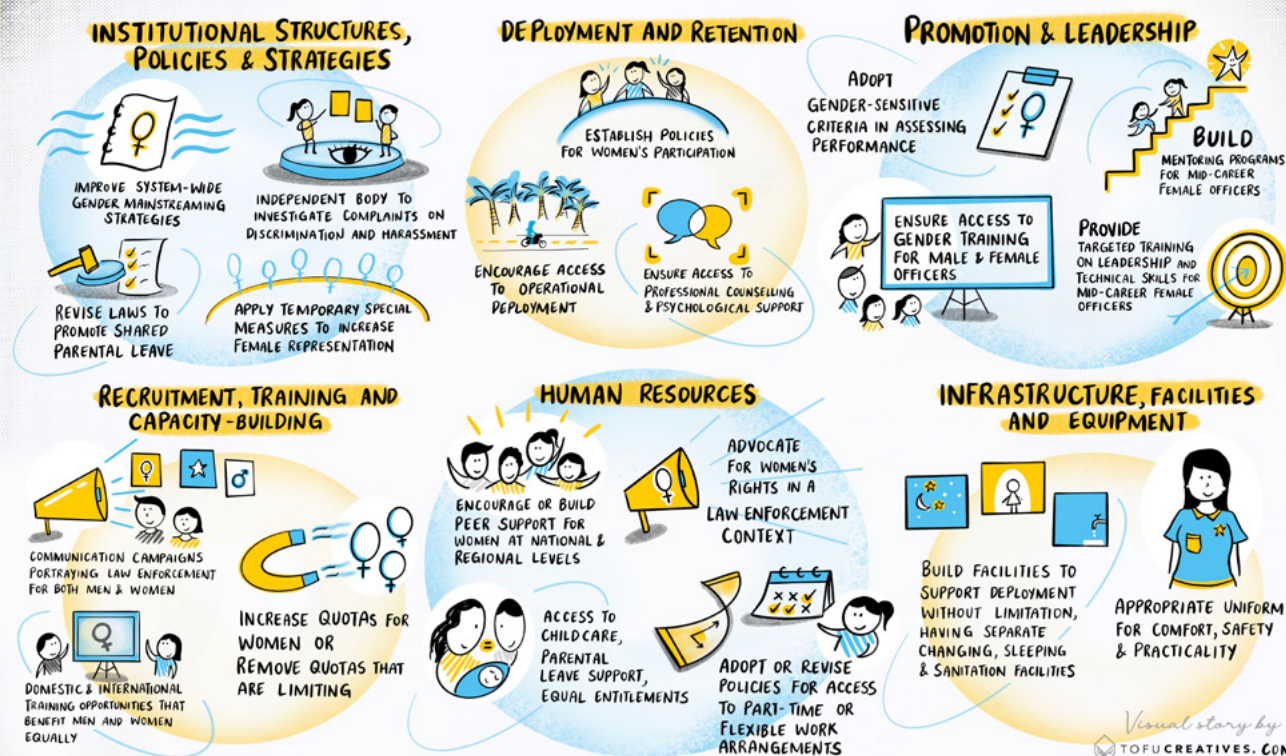 INSTITUTIONAL STRUCTURES,
POLICIES & STRATEGIES
IMPROVE SYSTEM-WIDE
GENDER MAINSTREAMING
STRATEGIES
INDEPENDENT BODY TO
INVESTIGATE COMPLAINTS ON
DISCRIMINATION AND HARASSMENT
REVISE LAWS TO
PROMOTE SHARED
PARENTAL LEAVE
APPLY TEMPORARY SPECIAL
MEASURES TO INCREASE
FEMALE REPRESENTATION
DEPLOYMENT AND RETENTION
ESTABLISH POLICIES
FOR WOMEN'S PARTICIPATION
ENCOURAGE ACCESS
TO OPERATIONAL
DEPLOYMENT
ENSURE ACCESS TO
PROFESSIONAL COUNSELLING
& PSYCHOLOGICAL SUPPORT
PROMOTION & LEADERSHIP
ADOPT
GENDER-SENSITIVE
CRITERIA IN ASSESSING
PERFORMANCE
BUILD
MENTORING PROGRAMS
FOR MID-CAREER
FEMALE OFFICERS
ENSURE ACCESS TO
GENDER TRAINING
FOR MALE & FEMALE
OFFICERS
PROVIDE
TARGETED TRAINING
ON LEADERSHIP AND
TECHNICAL SKILLS FOR
MID-CAREER FEMALE
OFFICERS
RECRUITMENT, TRAINING AND
CAPACITY-BUILDING
COMMUNICATION CAMPAIGNS
PORTRAYING LAW ENFORCEMENT
FOR BOTH MEN & WOMEN
INCREASE QUOTAS FOR
WOMEN OR
REMOVE QUOTAS THAT
ARE LIMITING
DOMESTIC & INTERNATIONAL
TRAINING OPPORTUNITIES THAT
BENEFIT MEN AND WOMEN
EQUALLY
HUMAN RESOURCES
ENCOURAGE OR BUILD
PEER SUPPORT FOR
WOMEN AT NATIONAL &
REGIONAL LEVELS
ADVOCATE
FOR WOMEN'S
RIGHTS IN A
LAW ENFORCEMENT
CONTEXT
ACCESS TO
CHILDCARE,
PARENTAL
LEAVE SUPPORT,
EQUAL ENTITLEMENTS
ADOPT OR REVISE
POLICIES FOR ACCESS
TO PART-TIME OR
FLEXIBLE WORK
ARRANGEMENTS
INFRASTRUCTURE, FACILITIES
AND EQUIPMENT
BUILD FACILITIES TO
SUPPORT DEPLOYMENT
WITHOUT LIMITATION,
HAVING SEPARATE
CHANGING, SLEEPING
& SANITATION FACILITIES
APPROPRIATE UNIFORM
FOR COMFORT, SAFETY
& PRACTICALITY
Visual story by
TOFUCREATIVES.COM